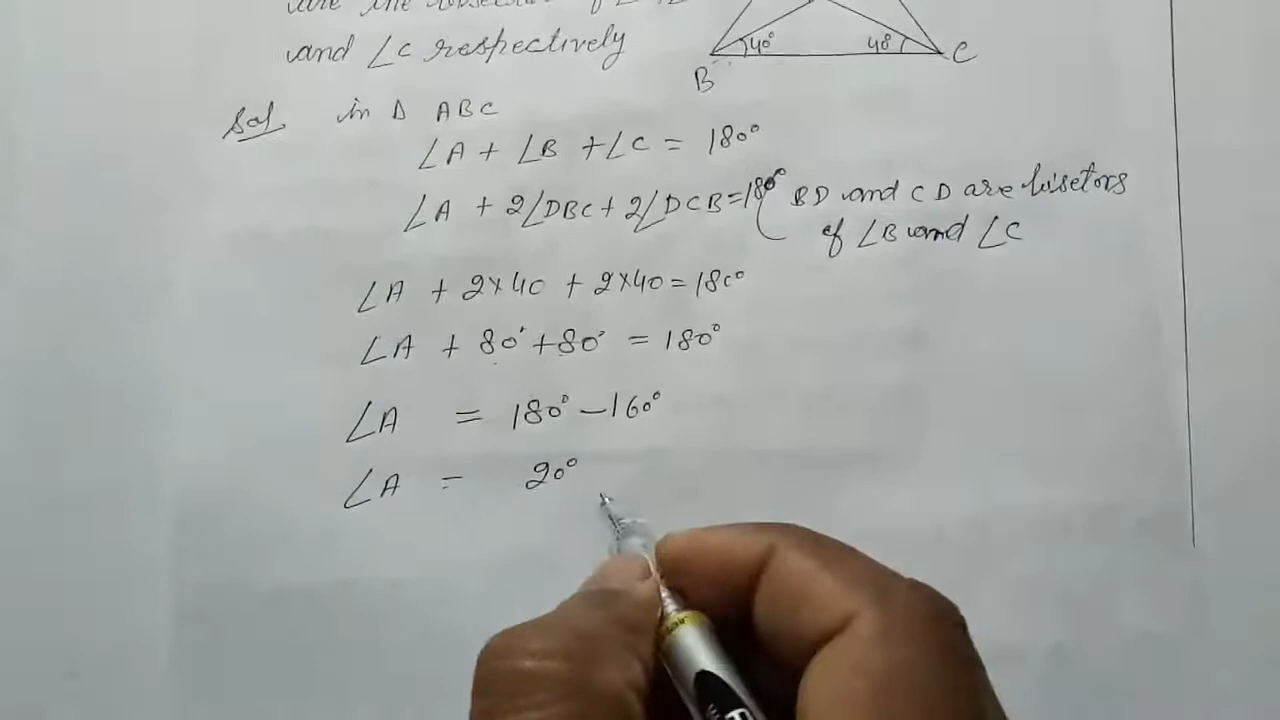 and ∠C respectively
40° 40°
B
C
Sol. in Δ ABC
∠A + ∠B + ∠C = 180°
∠A + 2∠DBC + 2∠DCB = 180° BD and CD are bisetors
of ∠B and ∠C
∠A + 2×40 + 2×40 = 180°
∠A + 80° + 80° = 180°
∠A = 180° - 160°
∠A = 20°